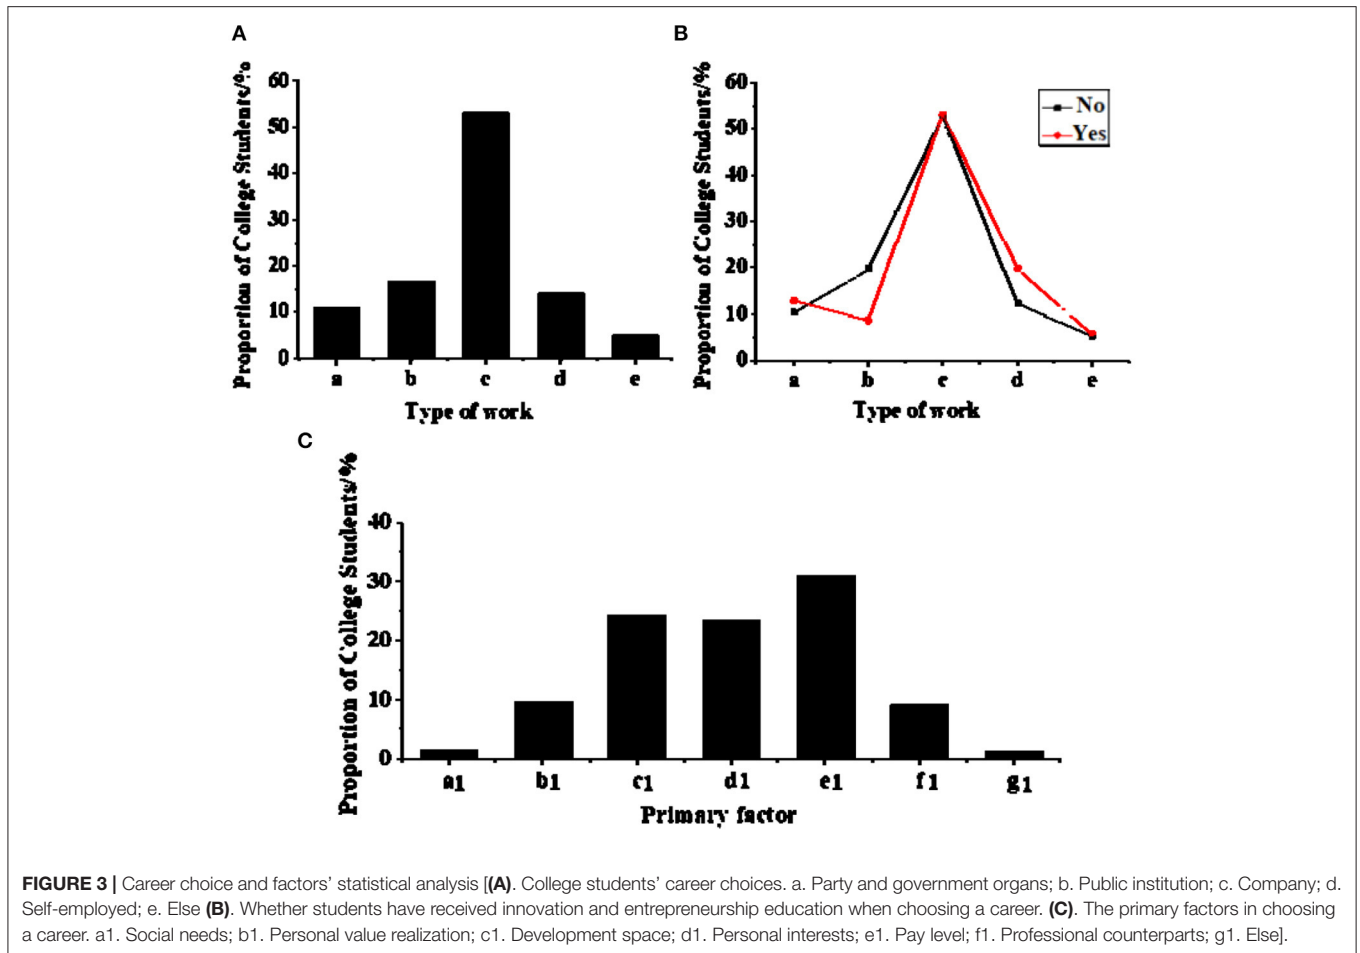 A
Proportion of College Students/%
60
50
40
30
20
10
0
a b c d e
Type of work
B
Proportion of College Students/%
60
50
40
30
20
10
0
No
Yes
a b c d e
Type of work
C
Proportion of College Students/%
40
30
20
10
0
a1 b1 c1 d1 e1 f1 g1
Primary factor
FIGURE 3 | Career choice and factors’ statistical analysis [(A). College students’ career choices. a. Party and government organs; b. Public institution; c. Company; d.
Self-employed; e. Else (B). Whether students have received innovation and entrepreneurship education when choosing a career. (C). The primary factors in choosing
a career. a1. Social needs; b1. Personal value realization; c1. Development space; d1. Personal interests; e1. Pay level; f1. Professional counterparts; g1. Else].